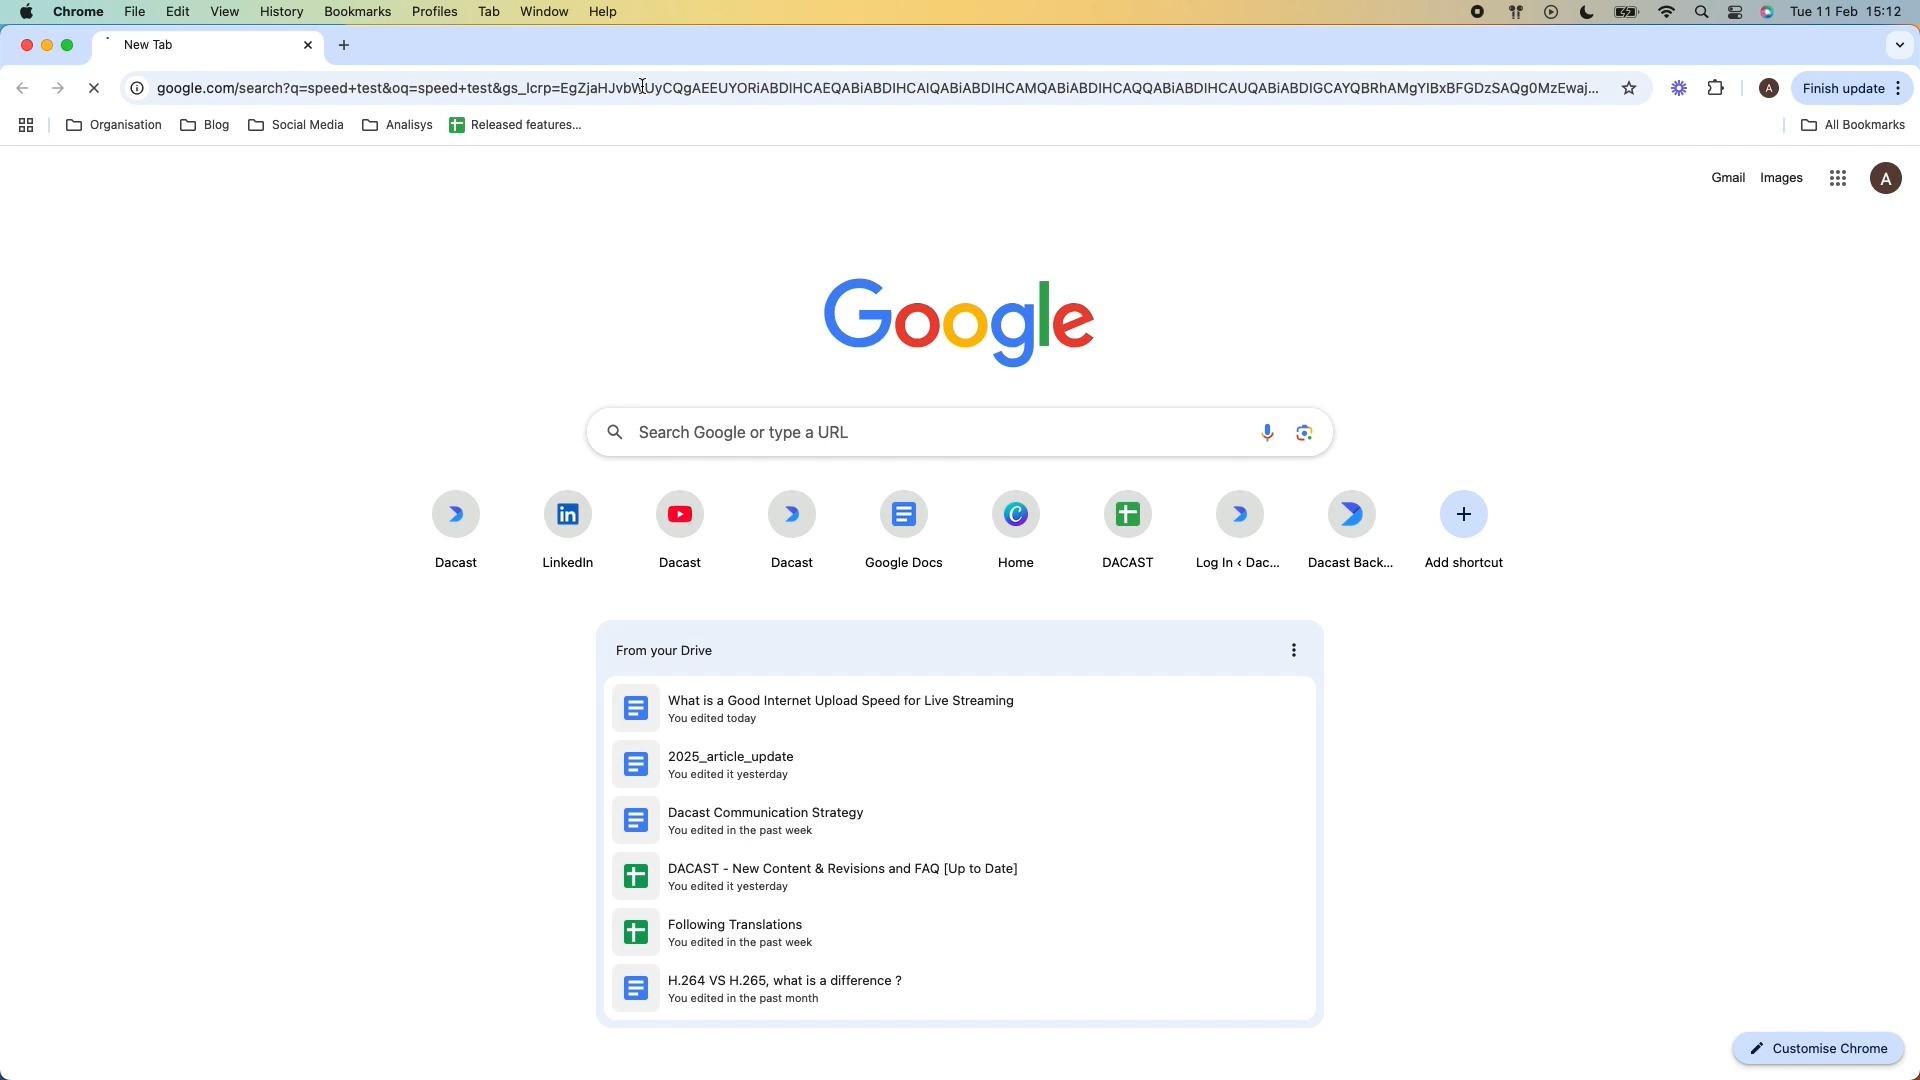 Chrome File Edit View History Bookmarks Profiles Tab Window Help Tue 11 Feb 15:12
New Tab
google.com/search?q=speed+test&oq=speed+test&gs_lcrp=EgZjaHJvbWUyCQgAEEUYORiABDIHCAEQABiABDIHCAIQABiABDIHCAMQABiABDIHCAQQABiABDIHCAUQABiABDIGCAYQBRhAMgYIBxBFGDzSAQg0MzEwaj...
A Finish update
Organisation Blog Social Media Analisys Released features... All Bookmarks
Gmail Images A
Google
Search Google or type a URL
Dacast LinkedIn Dacast Dacast Google Docs Home DACAST Log In ‹ Dac... Dacast Back... Add shortcut
From your Drive
What is a Good Internet Upload Speed for Live Streaming
You edited today
2025_article_update
You edited it yesterday
Dacast Communication Strategy
You edited in the past week
DACAST - New Content & Revisions and FAQ [Up to Date]
You edited it yesterday
Following Translations
You edited in the past week
H.264 VS H.265, what is a difference ?
You edited in the past month
Customise Chrome